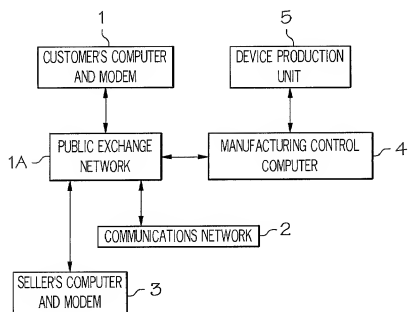 1
5
CUSTOMER'S COMPUTER
AND MODEM
DEVICE PRODUCTION
UNIT
1A
PUBLIC EXCHANGE
NETWORK
MANUFACTURING CONTROL
COMPUTER
4
COMMUNICATIONS NETWORK
2
SELLER'S COMPUTER
AND MODEM
3